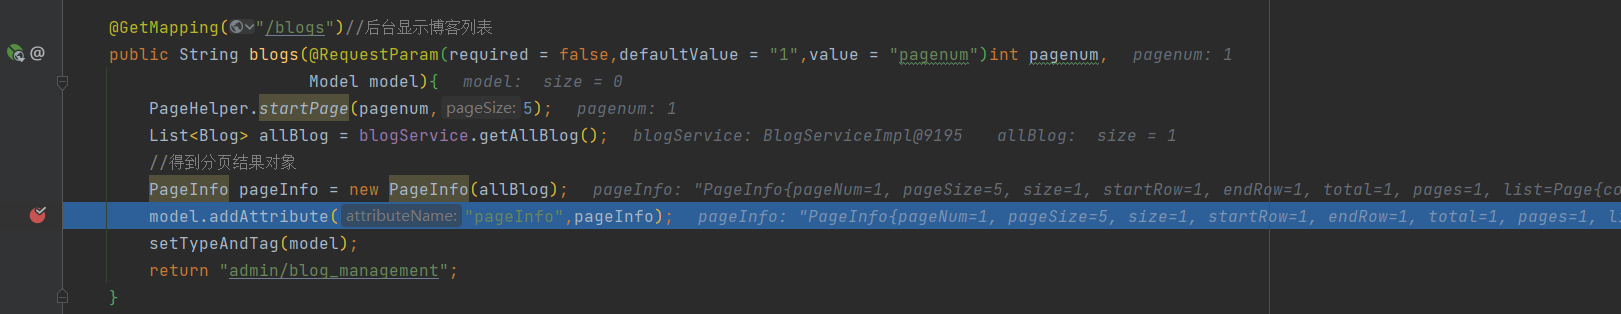 @GetMapping("/blogs")//后台显示博客列表
public String blogs(@RequestParam(required = false,defaultValue = "1",value = "pagenum")int pagenum,   pagenum: 1
Model model){   model:  size = 0
PageHelper.startPage(pagenum, pageSize: 5);   pagenum: 1
List<Blog> allBlog = blogService.getAllBlog();   blogService: BlogServiceImpl@9195   allBlog:  size = 1
//得到分页结果对象
PageInfo pageInfo = new PageInfo(allBlog);   pageInfo: "PageInfo{pageNum=1, pageSize=5, size=1, startRow=1, endRow=1, total=1, pages=1, list=Page{co
model.addAttribute( attributeName: "pageInfo",pageInfo);   pageInfo: "PageInfo{pageNum=1, pageSize=5, size=1, startRow=1, endRow=1, total=1, pages=1, li
setTypeAndTag(model);
return "admin/blog_management";
}